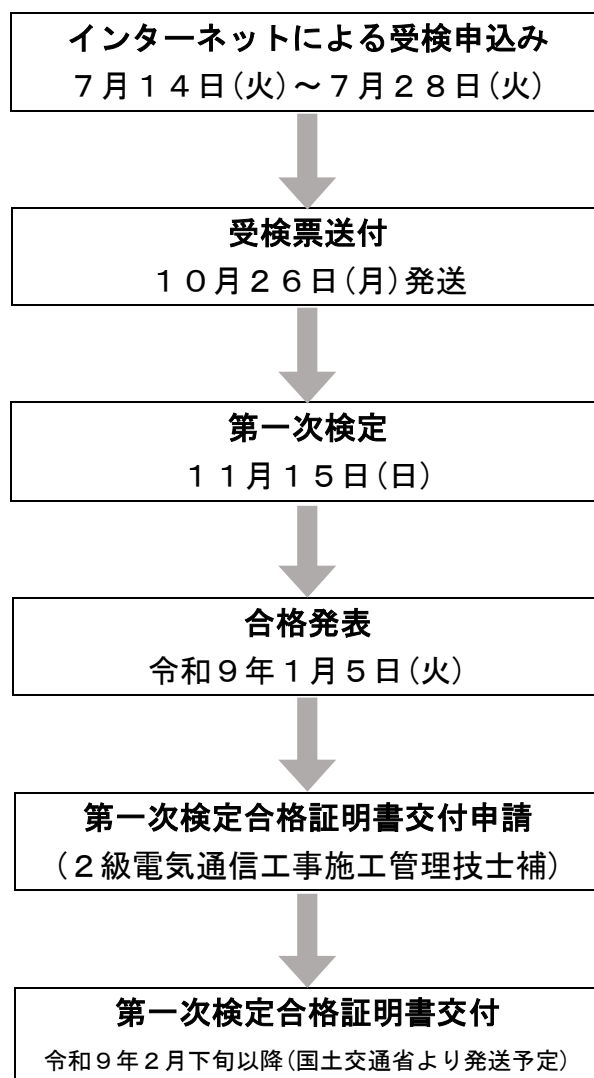 インターネットによる受検申込み
７月１４日（火）～７月２８日（火）
受検票送付
１０月２６日（月）発送
第一次検定
１１月１５日（日）
合格発表
令和９年１月５日（火）
第一次検定合格証明書交付申請
（２級電気通信工事施工管理技士補）
第一次検定合格証明書交付
令和９年２月下旬以降（国土交通省より発送予定）